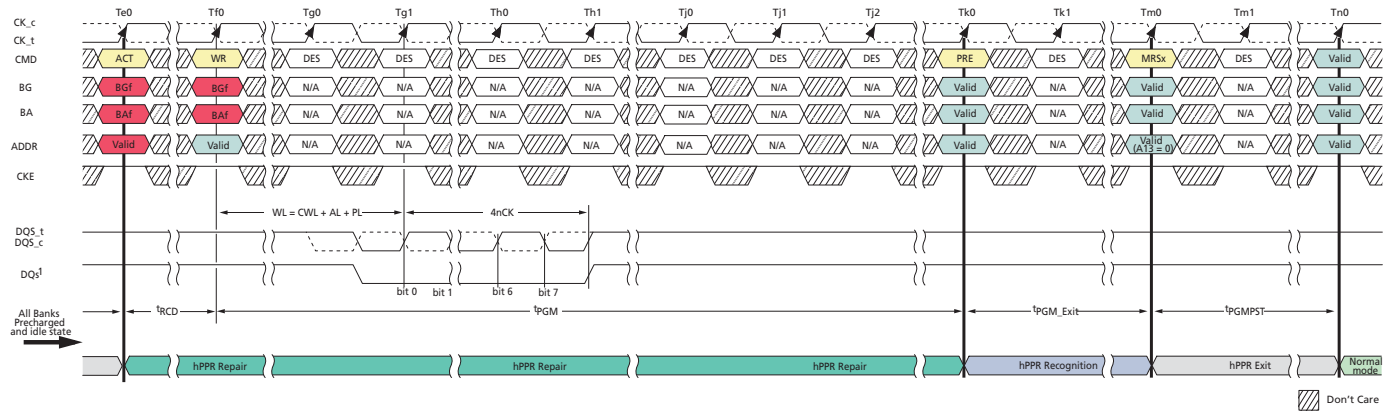 Te0 Tf0 Tg0 Tg1 Th0 Th1 Tj0 Tj1 Tj2 Tk0 Tk1 Tm0 Tm1 Tn0
CK_c
CK_t
CMD ACT WR DES DES DES DES DES DES DES PRE DES MRSx DES Valid
BG BGf BGf N/A N/A N/A N/A N/A N/A N/A Valid N/A Valid N/A Valid
BA BAf BAf N/A N/A N/A N/A N/A N/A N/A Valid N/A Valid N/A Valid
ADDR Valid Valid N/A N/A N/A N/A N/A N/A N/A Valid N/A Valid (A13 = 0) N/A Valid
CKE
WL = CWL + AL + PL 4nCK
DQS_t
DQS_c
DQs1
bit 0 bit 1 bit 6 bit 7
All Banks
Precharged
and idle state
tRCD tPGM tPGM_Exit tPGMPST
hPPR Repair hPPR Repair hPPR Repair hPPR Recognition hPPR Exit Normal
mode
Don't Care